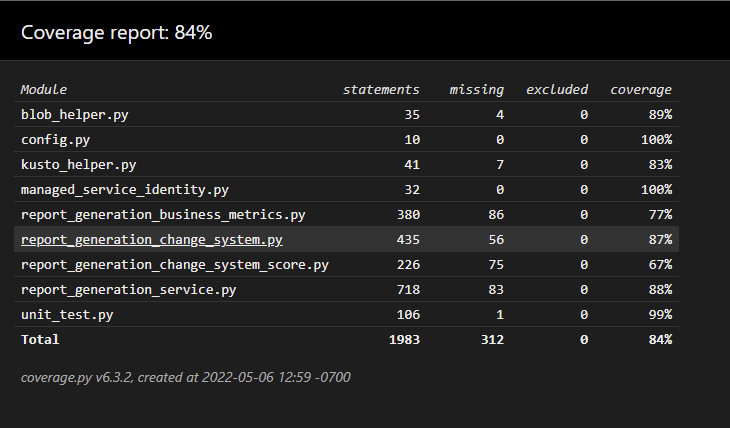 Coverage report: 84%
Module statements missing excluded coverage
blob_helper.py 35 4 0 89%
config.py 10 0 0 100%
kusto_helper.py 41 7 0 83%
managed_service_identity.py 32 0 0 100%
report_generation_business_metrics.py 380 86 0 77%
report_generation_change_system.py 435 56 0 87%
report_generation_change_system_score.py 226 75 0 67%
report_generation_service.py 718 83 0 88%
unit_test.py 106 1 0 99%
Total 1983 312 0 84%
coverage.py v6.3.2, created at 2022-05-06 12:59 -0700